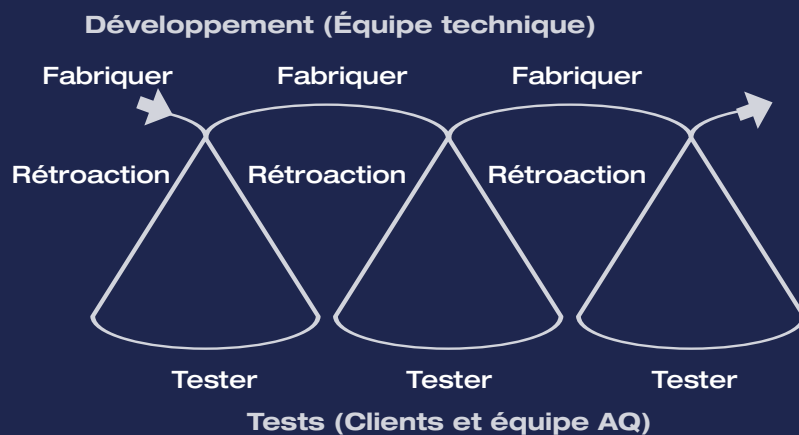 Développement (Équipe technique)
Fabriquer Fabriquer Fabriquer
Rétroaction Rétroaction Rétroaction
Tester Tester Tester
Tests (Clients et équipe AQ)